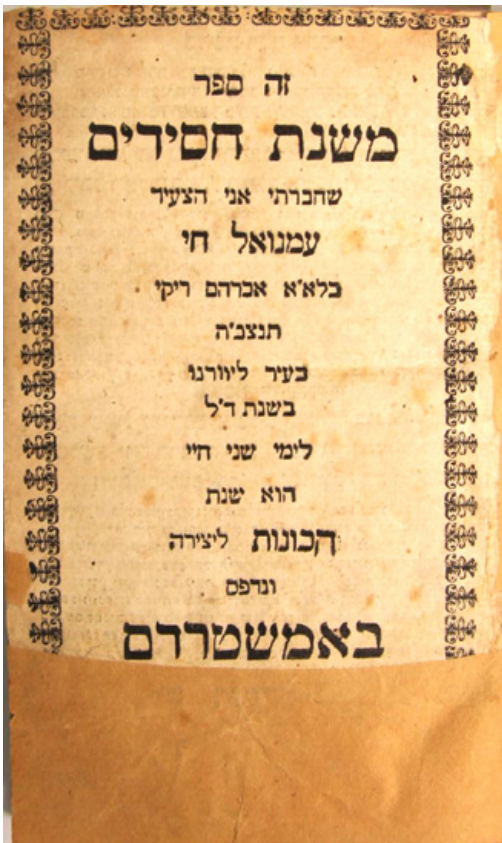 זה ספר
משנת חסידים
שחברתי אני הצעיר
עמנואל חי
בלא״א אברהם ריקי
תנצב״ה
בעיר ליוורנו
בשנת ד״ל
לימי שני חיי
הוא שנת
הכונות ליצירה
ונדפס
באמשטרדם